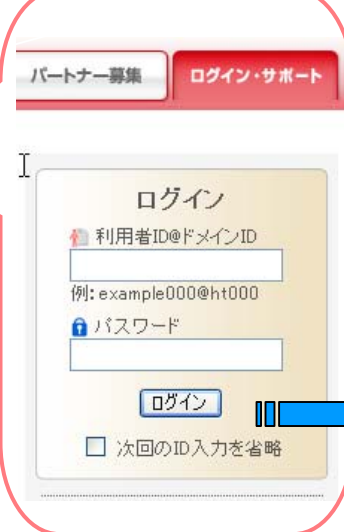 パートナー募集
ログイン・サポート
ログイン
利用者ID@ドメインID
例: example000@ht000
パスワード
ログイン
次回のID入力を省略